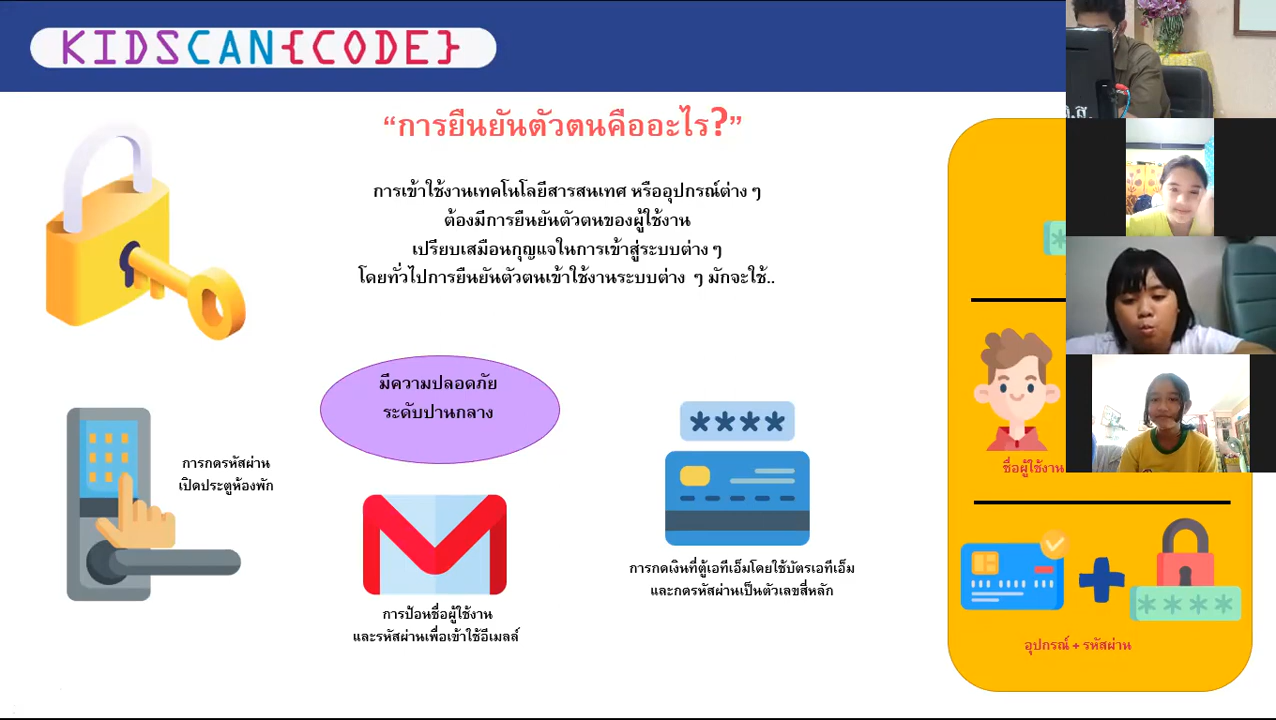 KIDSCAN{CODE}
“การยืนยันตัวตนคืออะไร?”
การเข้าใช้งานเทคโนโลยีสารสนเทศ หรืออุปกรณ์ต่าง ๆ
ต้องมีการยืนยันตัวตนของผู้ใช้งาน
เปรียบเสมือนกุญแจในการเข้าสู่ระบบต่าง ๆ
โดยทั่วไปการยืนยันตัวตนเข้าใช้งานระบบต่าง ๆ มักจะใช้..
มีความปลอดภัย
ระดับปานกลาง
การกดรหัสผ่าน
เปิดประตูห้องพัก
การป้อนชื่อผู้ใช้งาน
และรหัสผ่านเพื่อเข้าใช้อีเมลล์
****
การกดเงินที่ตู้เอทีเอ็มโดยใช้บัตรเอทีเอ็ม
และกดรหัสผ่านเป็นตัวเลขสี่หลัก
ชื่อผู้ใช้งาน
****
อุปกรณ์ + รหัสผ่าน